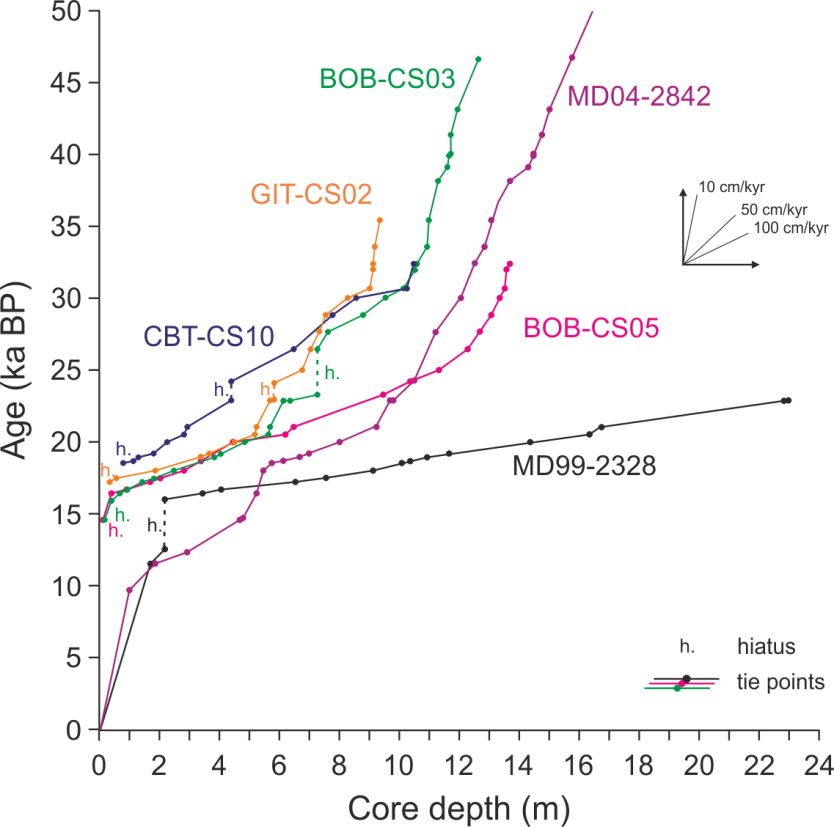 50
45
40
35
30
25
20
15
10
5
0
Age (ka BP)
BOB-CS03
MD04-2842
GIT-CS02
10 cm/kyr
50 cm/kyr
100 cm/kyr
CBT-CS10
BOB-CS05
h.
h.
h.
h.
h.
MD99-2328
h.
h.
h.
h. hiatus
tie points
0 2 4 6 8 10 12 14 16 18 20 22 24
Core depth (m)